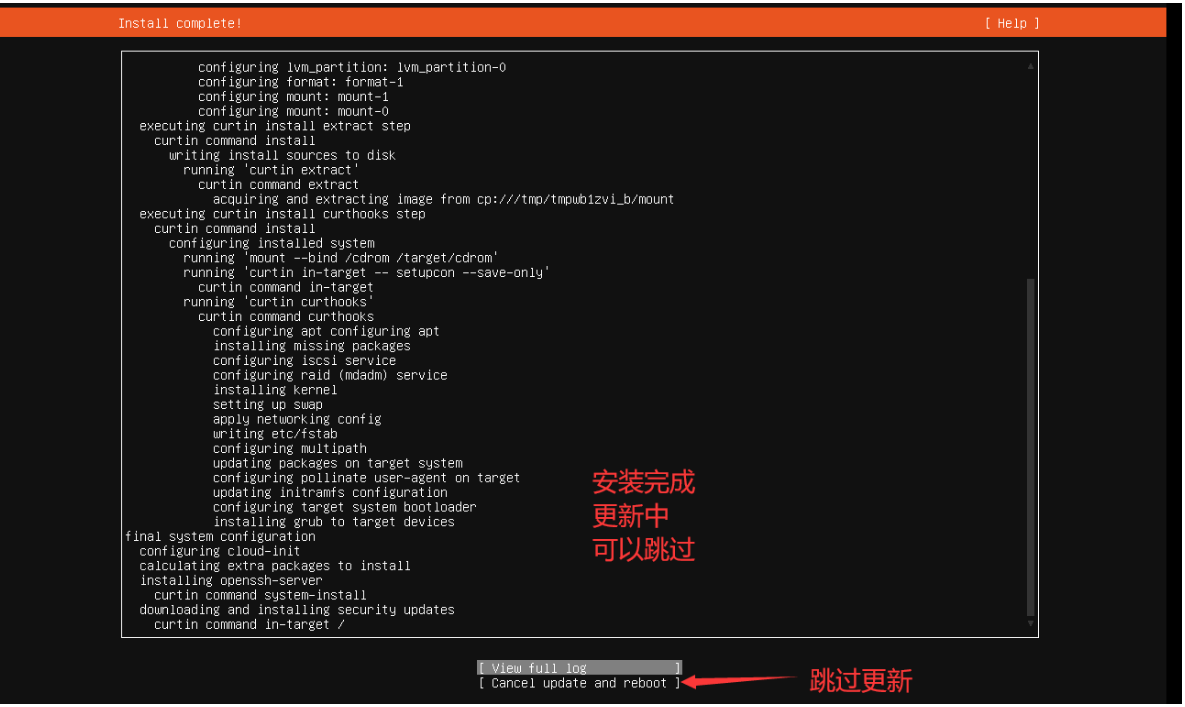 Install complete!
[ Help ]
configuring lvm_partition: lvm_partition-0
configuring format: format-1
configuring mount: mount-1
configuring mount: mount-0
executing curtin install extract step
curtin command install
writing install sources to disk
running 'curtin extract'
curtin command extract
acquiring and extracting image from cp:///tmp/tmpwb1zvi_b/mount
executing curtin install curthooks step
curtin command install
configuring installed system
running 'mount --bind /cdrom /target/cdrom'
running 'curtin in-target -- setupcon --save-only'
curtin command in-target
running 'curtin curthooks'
curtin command curthooks
configuring apt configuring apt
installing missing packages
configuring iscsi service
configuring raid (mdadm) service
installing kernel
setting up swap
apply networking config
writing etc/fstab
configuring multipath
updating packages on target system
configuring pollinate user-agent on target
updating initramfs configuration
configuring target system bootloader
installing grub to target devices
final system configuration
configuring cloud-init
calculating extra packages to install
installing openssh-server
curtin command system-install
downloading and installing security updates
curtin command in-target /
安装完成
更新中
可以跳过
[ View full log ]
[ Cancel update and reboot ]
跳过更新